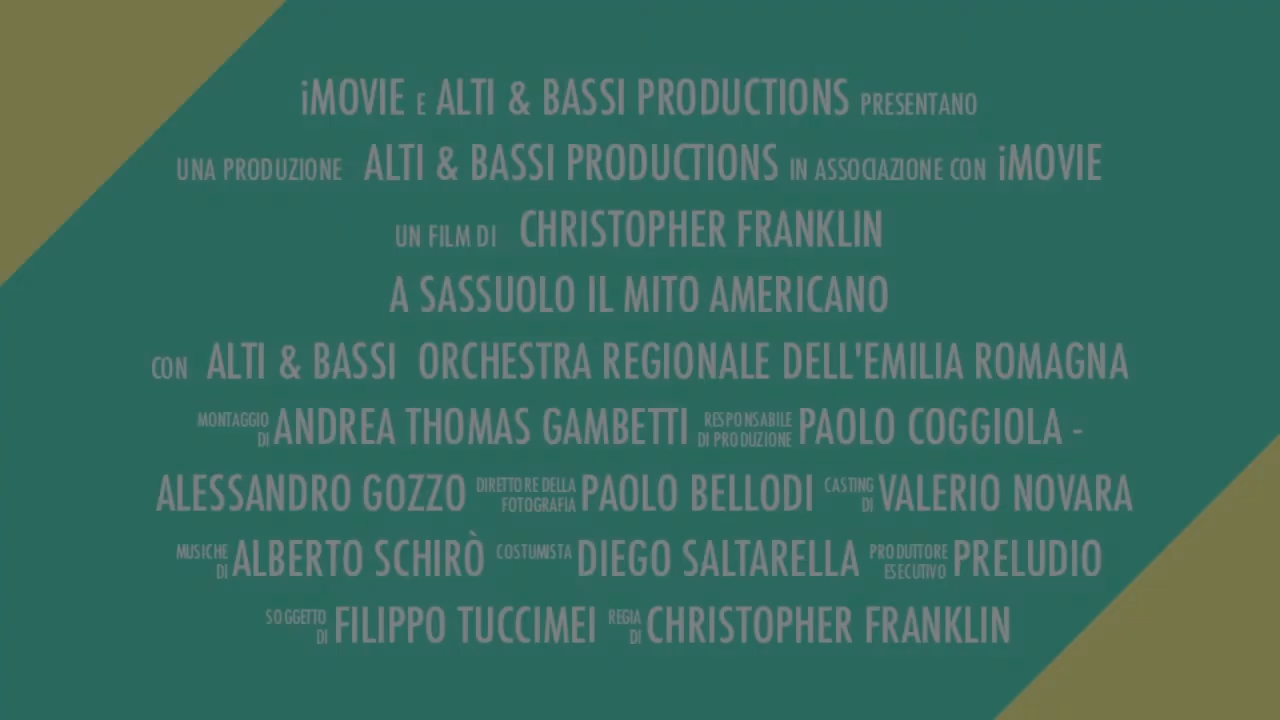 iMOVIE E ALTI & BASSI PRODUCTIONS PRESENTANO
UNA PRODUZIONE ALTI & BASSI PRODUCTIONS IN ASSOCIAZIONE CON iMOVIE
UN FILM DI CHRISTOPHER FRANKLIN
A SASSUOLO IL MITO AMERICANO
CON ALTI & BASSI ORCHESTRA REGIONALE DELL'EMILIA ROMAGNA
MONTAGGIO DI ANDREA THOMAS GAMBETTI RESPONSABILE DI PRODUZIONE PAOLO COGGIOLA -
ALESSANDRO GOZZO DIRETTORE DELLA FOTOGRAFIA PAOLO BELLODI CASTING DI VALERIO NOVARA
MUSICHE DI ALBERTO SCHIRÒ COSTUMISTA DIEGO SALTARELLA PRODUTTORE ESECUTIVO PRELUDIO
SOGGETTO DI FILIPPO TUCCIMEI REGIA DI CHRISTOPHER FRANKLIN